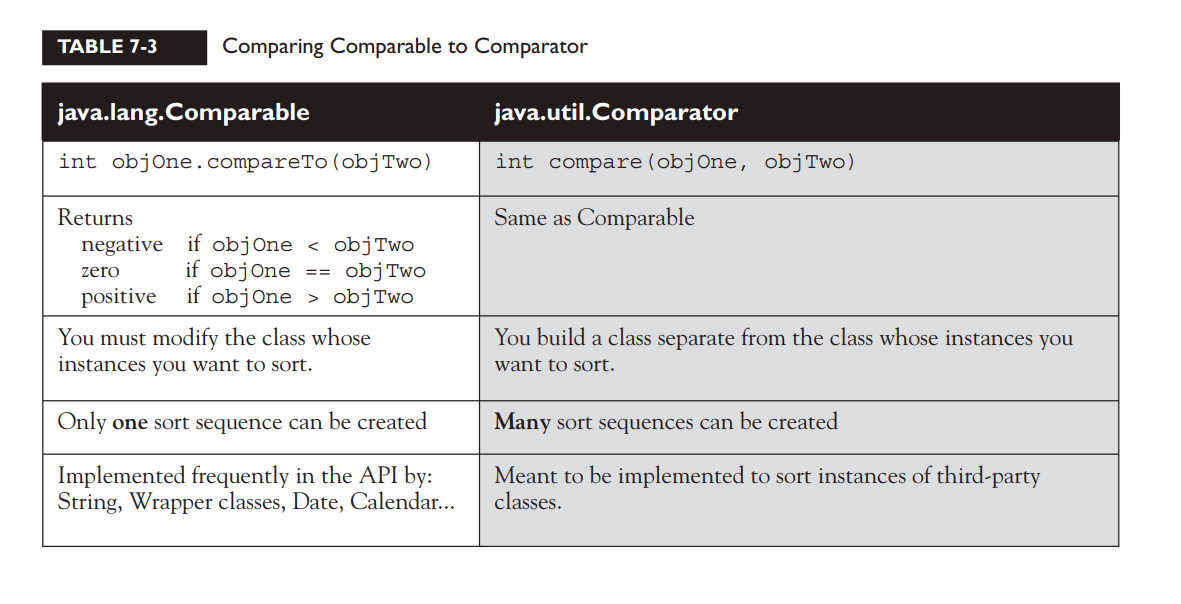 TABLE 7-3 Comparing Comparable to Comparator
java.lang.Comparable java.util.Comparator
int objOne.compareTo(objTwo) int compare(objOne, objTwo)
Returns
negative if objOne < objTwo
zero if objOne == objTwo
positive if objOne > objTwo
Same as Comparable
You must modify the class whose
instances you want to sort.
You build a class separate from the class whose instances you
want to sort.
Only one sort sequence can be created Many sort sequences can be created
Implemented frequently in the API by:
String, Wrapper classes, Date, Calendar...
Meant to be implemented to sort instances of third-party
classes.